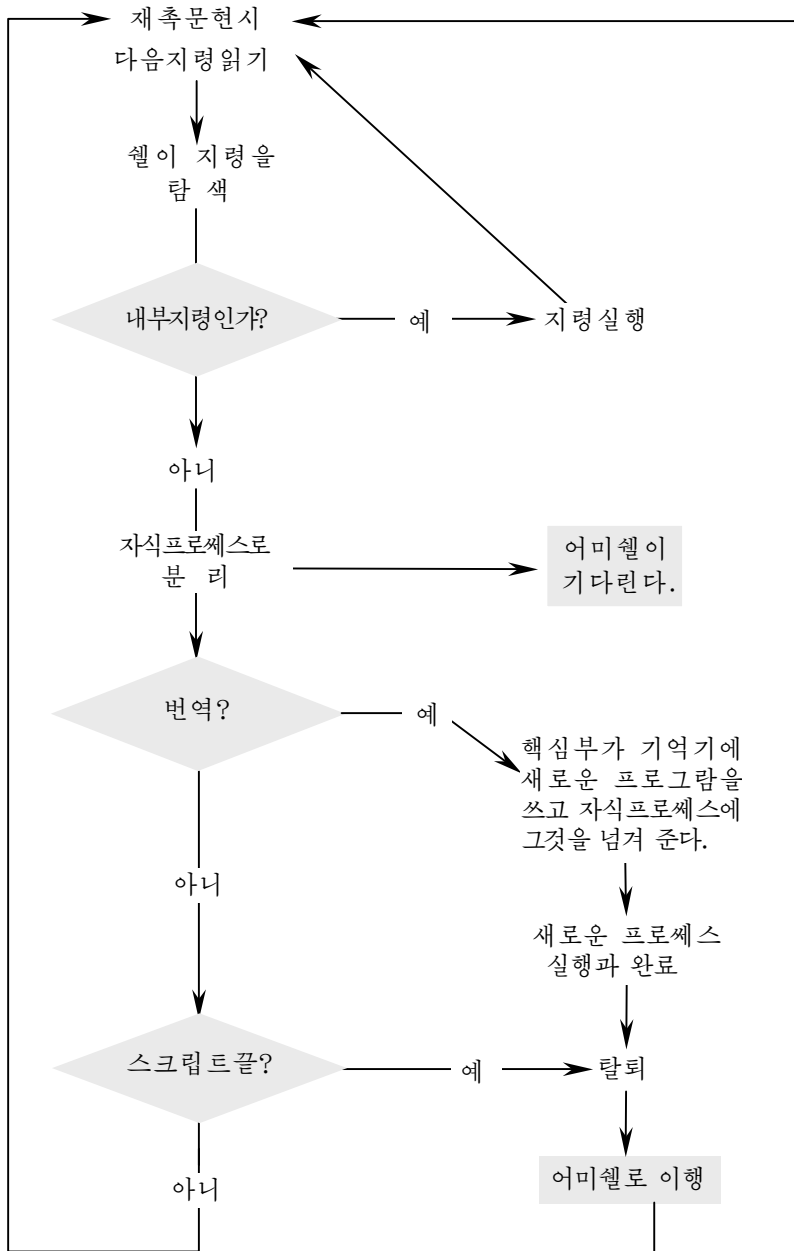 재촉문현시
다음지령읽기
쉘이 지령을
탐 색
내부지령인가?
예
지령실행
아니
자식프로쎄스로
분 리
어미쉘이
기다린다.
번역?
예
핵심부가 기억기에
새로운 프로그람을
쓰고 자식프로쎄스에
그것을 넘겨 준다.
아니
새로운 프로쎄스
실행과 완료
스크립트끝?
예
탈퇴
아니
어미쉘로 이행